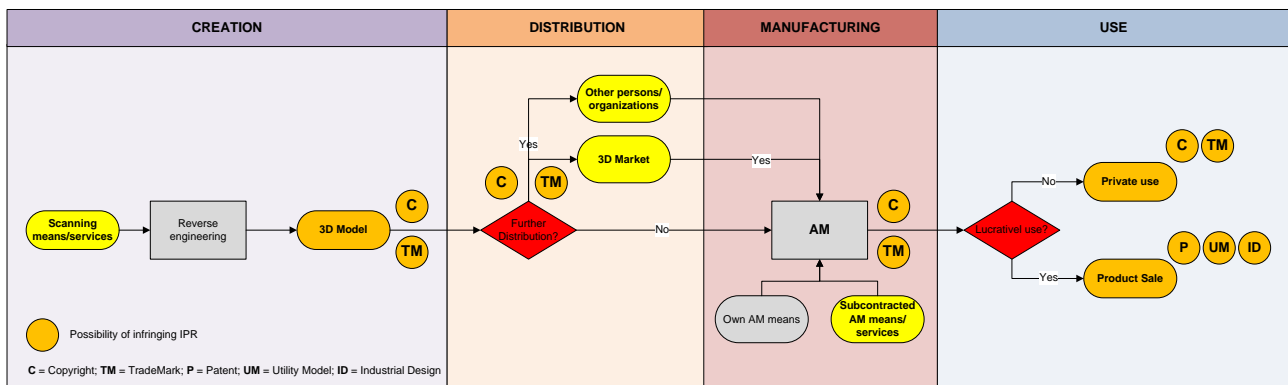 CREATION
DISTRIBUTION
MANUFACTURING
USE
Scanning
means/services
Reverse
engineering
3D Model
C
TM
C
TM
Further
Distribution?
Yes
Other persons/
organizations
3D Market
Yes
No
AM
C
TM
Own AM means
Subcontracted
AM means/
services
Lucrativel use?
No
Private use
C
TM
Yes
Product Sale
P
UM
ID
Possibility of infringing IPR
C = Copyright; TM = TradeMark; P = Patent; UM = Utility Model; ID = Industrial Design